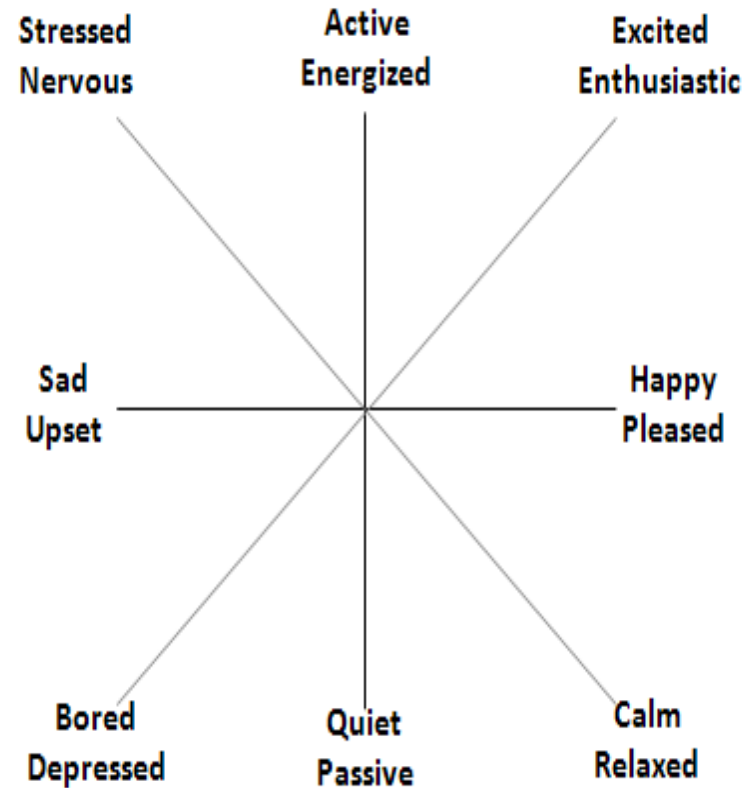 Stressed
Nervous
Active
Energized
Excited
Enthusiastic
Sad
Upset
Happy
Pleased
Bored
Depressed
Quiet
Passive
Calm
Relaxed